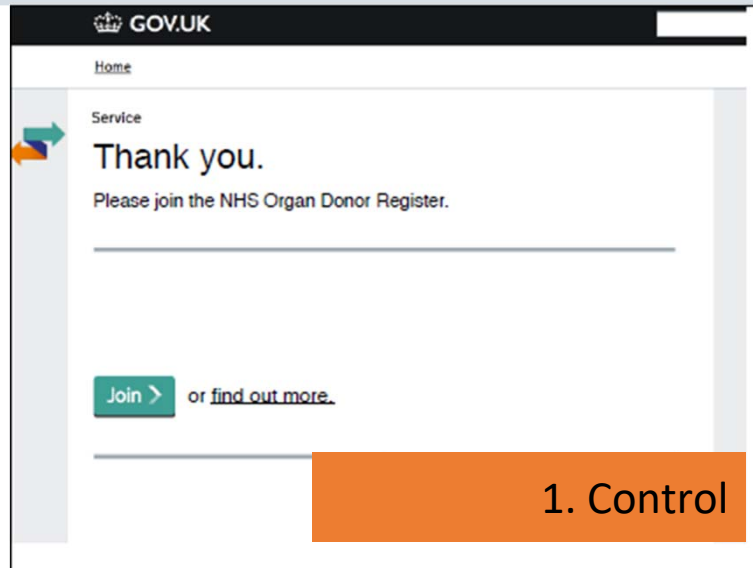 GOV.UK
Home
Service
Thank you.
Please join the NHS Organ Donor Register.
Join > or find out more.
1. Control